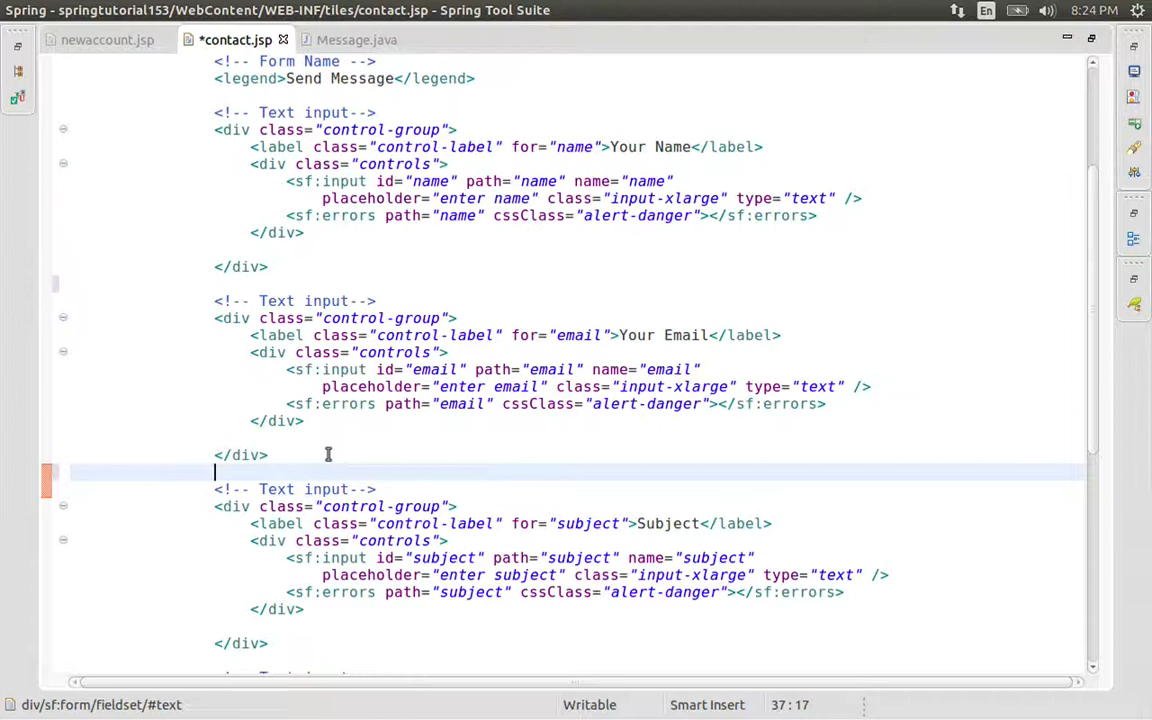 Spring - springtutorial153/WebContent/WEB-INF/tiles/contact.jsp - Spring Tool Suite
En
8:24 PM
newaccount.jsp
*contact.jsp
Message.java
<!-- Form Name -->
<legend>Send Message</legend>
<!-- Text input-->
<div class="control-group">
<label class="control-label" for="name">Your Name</label>
<div class="controls">
<sf:input id="name" path="name" name="name"
placeholder="enter name" class="input-xlarge" type="text" />
<sf:errors path="name" cssClass="alert-danger"></sf:errors>
</div>
</div>
<!-- Text input-->
<div class="control-group">
<label class="control-label" for="email">Your Email</label>
<div class="controls">
<sf:input id="email" path="email" name="email"
placeholder="enter email" class="input-xlarge" type="text" />
<sf:errors path="email" cssClass="alert-danger"></sf:errors>
</div>
</div>
<!-- Text input-->
<div class="control-group">
<label class="control-label" for="subject">Subject</label>
<div class="controls">
<sf:input id="subject" path="subject" name="subject"
placeholder="enter subject" class="input-xlarge" type="text" />
<sf:errors path="subject" cssClass="alert-danger"></sf:errors>
</div>
</div>
div/sf:form/fieldset/#text
Writable
Smart Insert
37 : 17